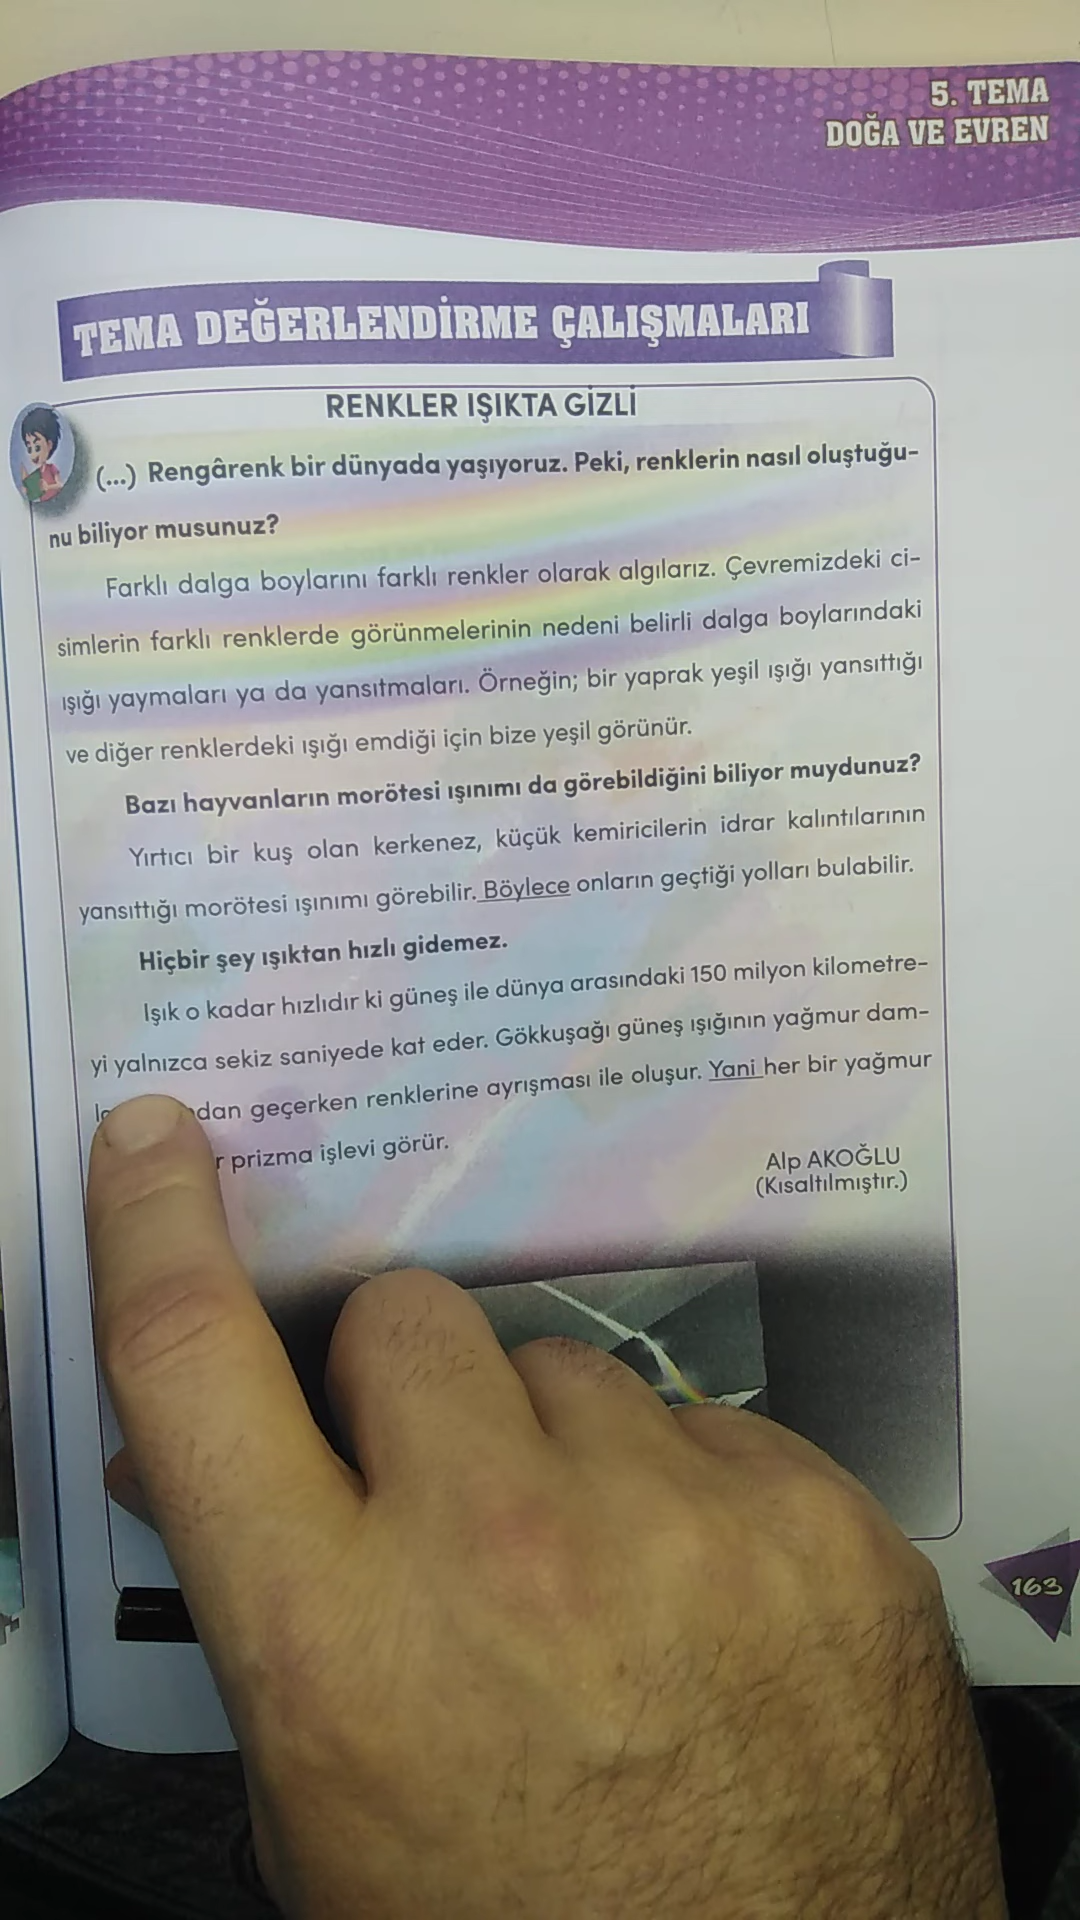 5. TEMA
DOĞA VE EVREN
TEMA DEĞERLENDİRME ÇALIŞMALARI
RENKLER IŞIKTA GİZLİ
(...) Rengârenk bir dünyada yaşıyoruz. Peki, renklerin nasıl oluştuğu-
nu biliyor musunuz?
Farklı dalga boylarını farklı renkler olarak algılarız. Çevremizdeki ci-
simlerin farklı renklerde görünmelerinin nedeni belirli dalga boylarındaki
ışığı yaymaları ya da yansıtmaları. Örneğin; bir yaprak yeşil ışığı yansıttığı
ve diğer renklerdeki ışığı emdiği için bize yeşil görünür.
Bazı hayvanların morötesi ışınımı da görebildiğini biliyor muydunuz?
Yırtıcı bir kuş olan kerkenez, küçük kemiricilerin idrar kalıntılarının
yansıttığı morötesi ışınımı görebilir. Böylece onların geçtiği yolları bulabilir.
Hiçbir şey ışıktan hızlı gidemez.
Işık o kadar hızlıdır ki güneş ile dünya arasındaki 150 milyon kilometre-
yi yalnızca sekiz saniyede kat eder. Gökkuşağı güneş ışığının yağmur dam-
geçerken renklerine ayrışması ile oluşur. Yani her bir yağmur
prizma işlevi görür.
Alp AKOĞLU
(Kısaltılmıştır.)
163